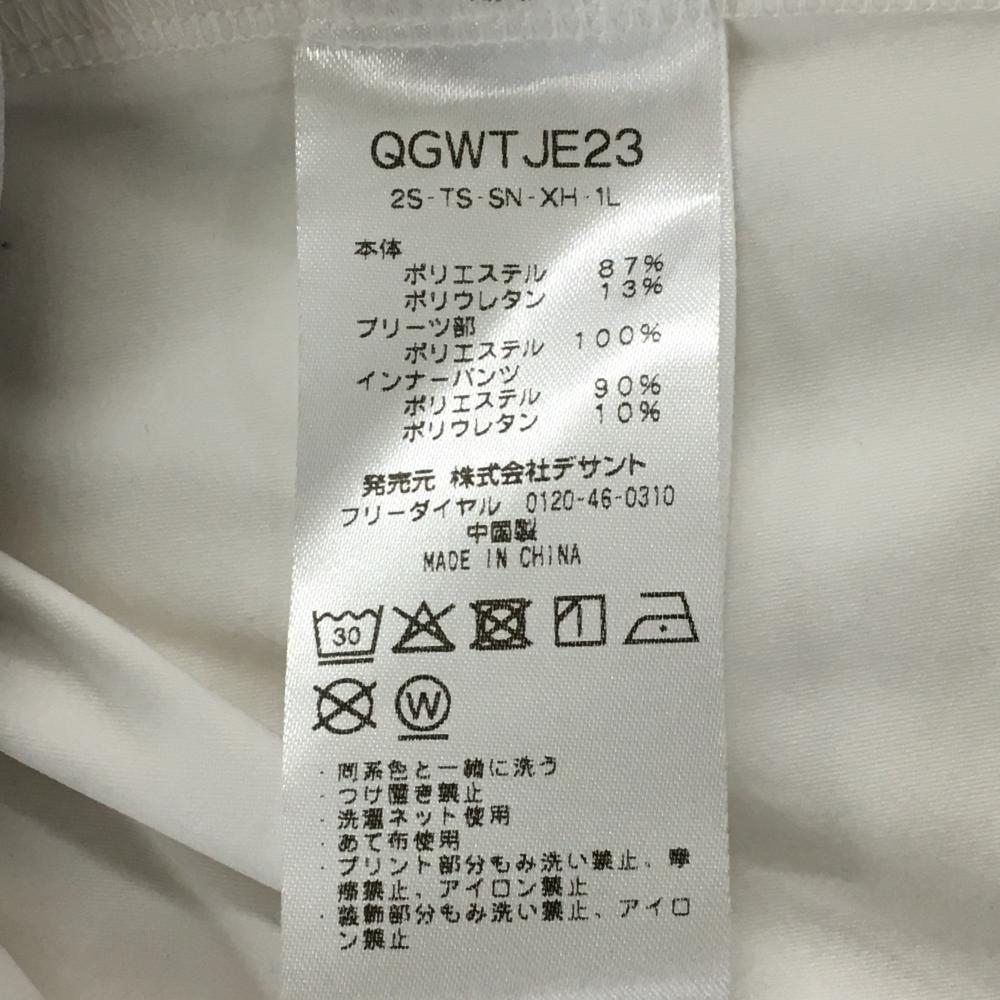 QGWTJE23
2S-TS-SN-XH-1L
本体
ポリエステル 87%
ポリウレタン 13%
プリーツ部
ポリエステル 100%
インナーパンツ
ポリエステル 90%
ポリウレタン 10%
発売元 株式会社デサント
フリーダイヤル 0120-46-0310
中国製
MADE IN CHINA
30
W
・同系色と一緒に洗う
・つけ置き禁止
・洗濯ネット使用
・あて布使用
・プリント部分もみ洗い禁止、摩
擦禁止、アイロン禁止
・装飾部分もみ洗い禁止、アイロ
ン禁止